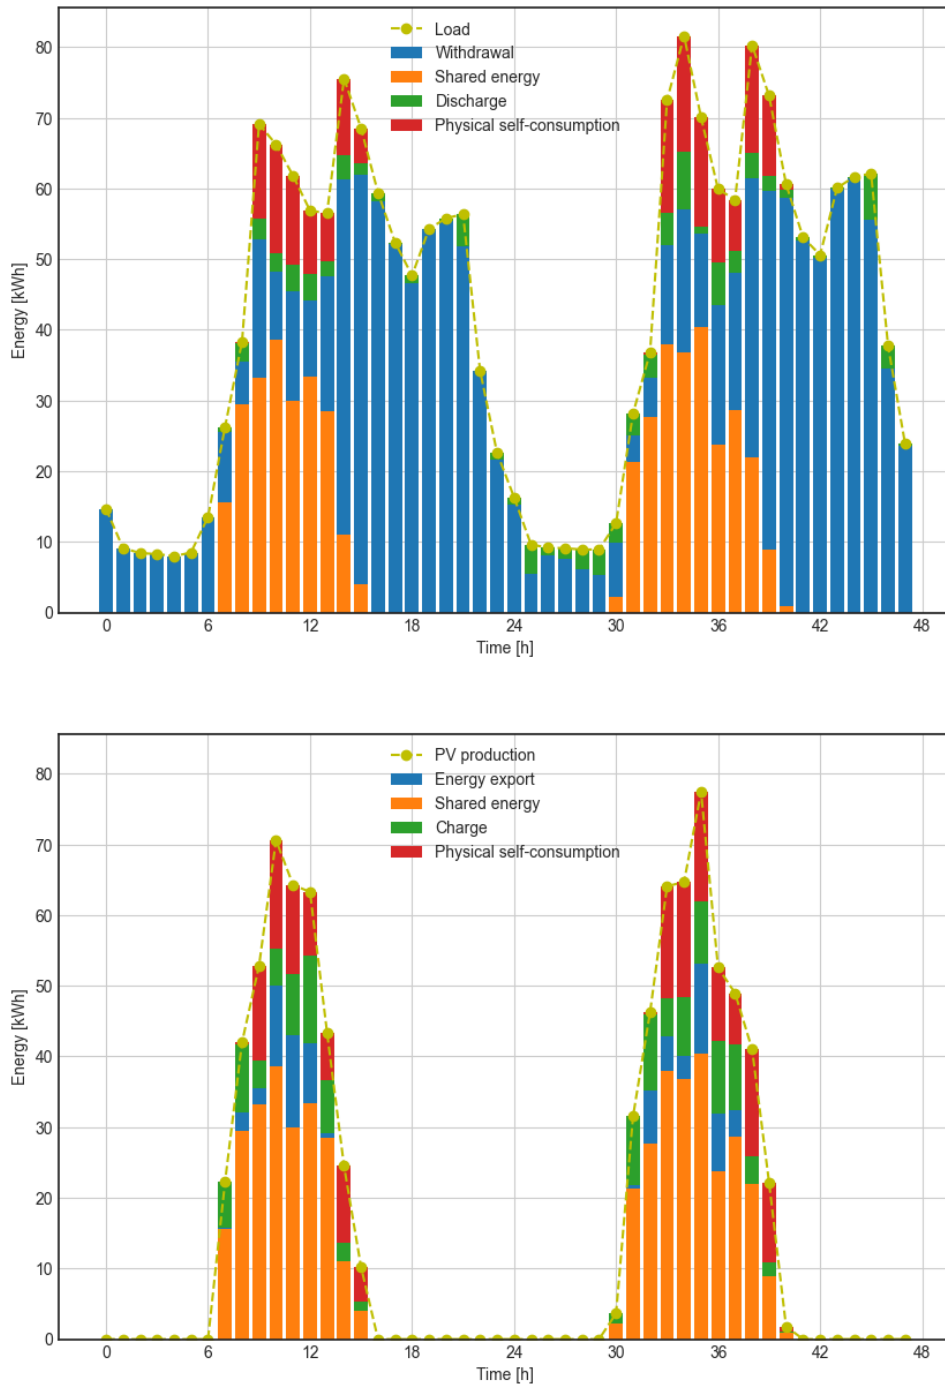 Load
Withdrawal
Shared energy
Discharge
Physical self-consumption
Energy [kWh]
80
70
60
50
40
30
20
10
0
0 6 12 18 24 30 36 42 48
Time [h]
PV production
Energy export
Shared energy
Charge
Physical self-consumption
Energy [kWh]
80
70
60
50
40
30
20
10
0
0 6 12 18 24 30 36 42 48
Time [h]